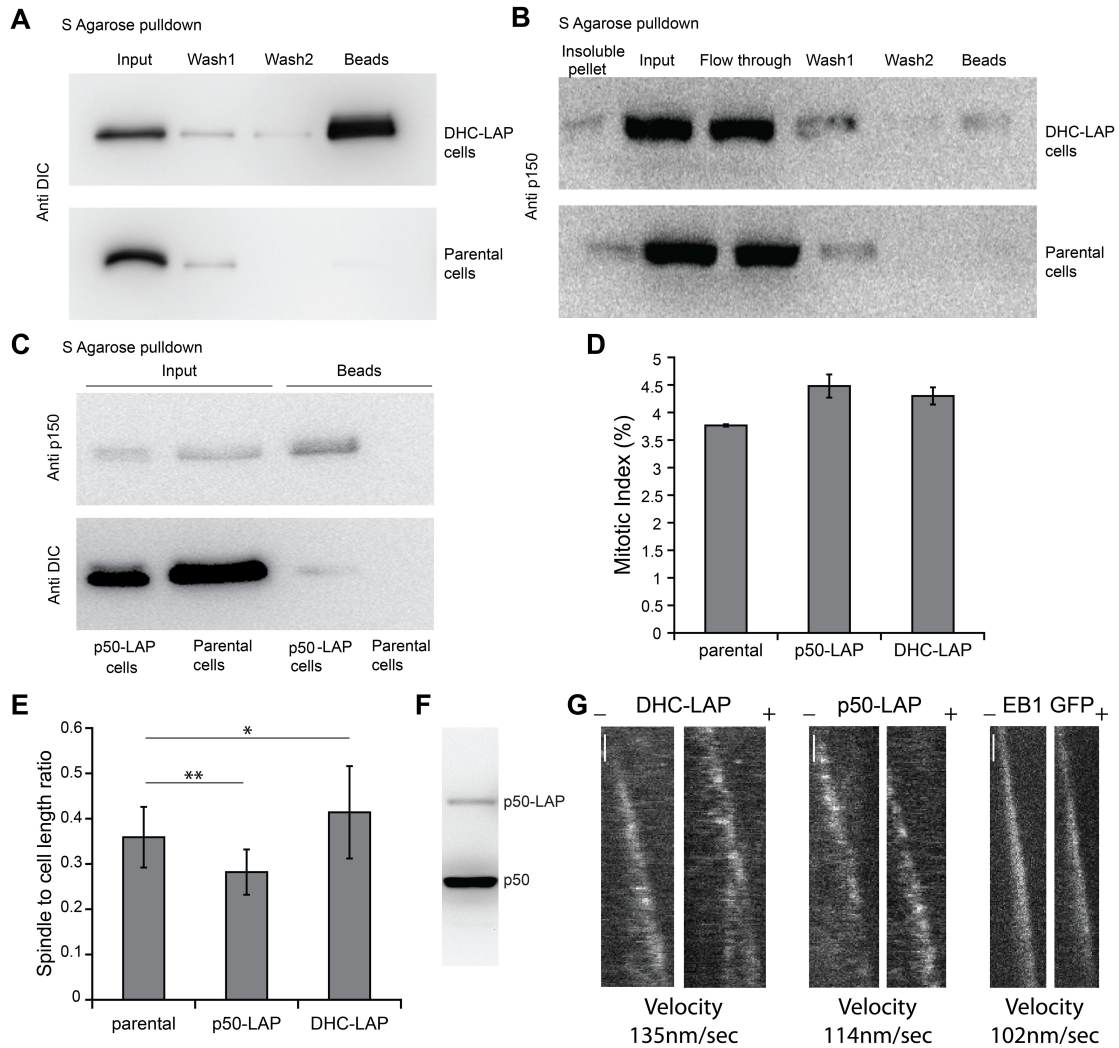 A
S Agarose pulldown
Input Wash1 Wash2 Beads
Anti DIC
DHC-LAP
cells
Parental
cells
B
S Agarose pulldown
Insoluble
pellet
Input Flow through Wash1 Wash2 Beads
Anti p150
DHC-LAP
cells
Parental
cells
C
S Agarose pulldown
Input Beads
Anti p150
Anti DIC
p50-LAP
cells
Parental
cells
p50-LAP
cells
Parental
cells
D
Mitotic Index (%)
5
4.5
4
3.5
3
2.5
2
1.5
1
0.5
0
parental p50-LAP DHC-LAP
E
Spindle to cell length ratio
0.6
0.5
0.4
0.3
0.2
0.1
0
*
**
parental p50-LAP DHC-LAP
F
p50-LAP
p50
G
– DHC-LAP +
– p50-LAP +
– EB1 GFP +
Velocity
135nm/sec
Velocity
114nm/sec
Velocity
102nm/sec